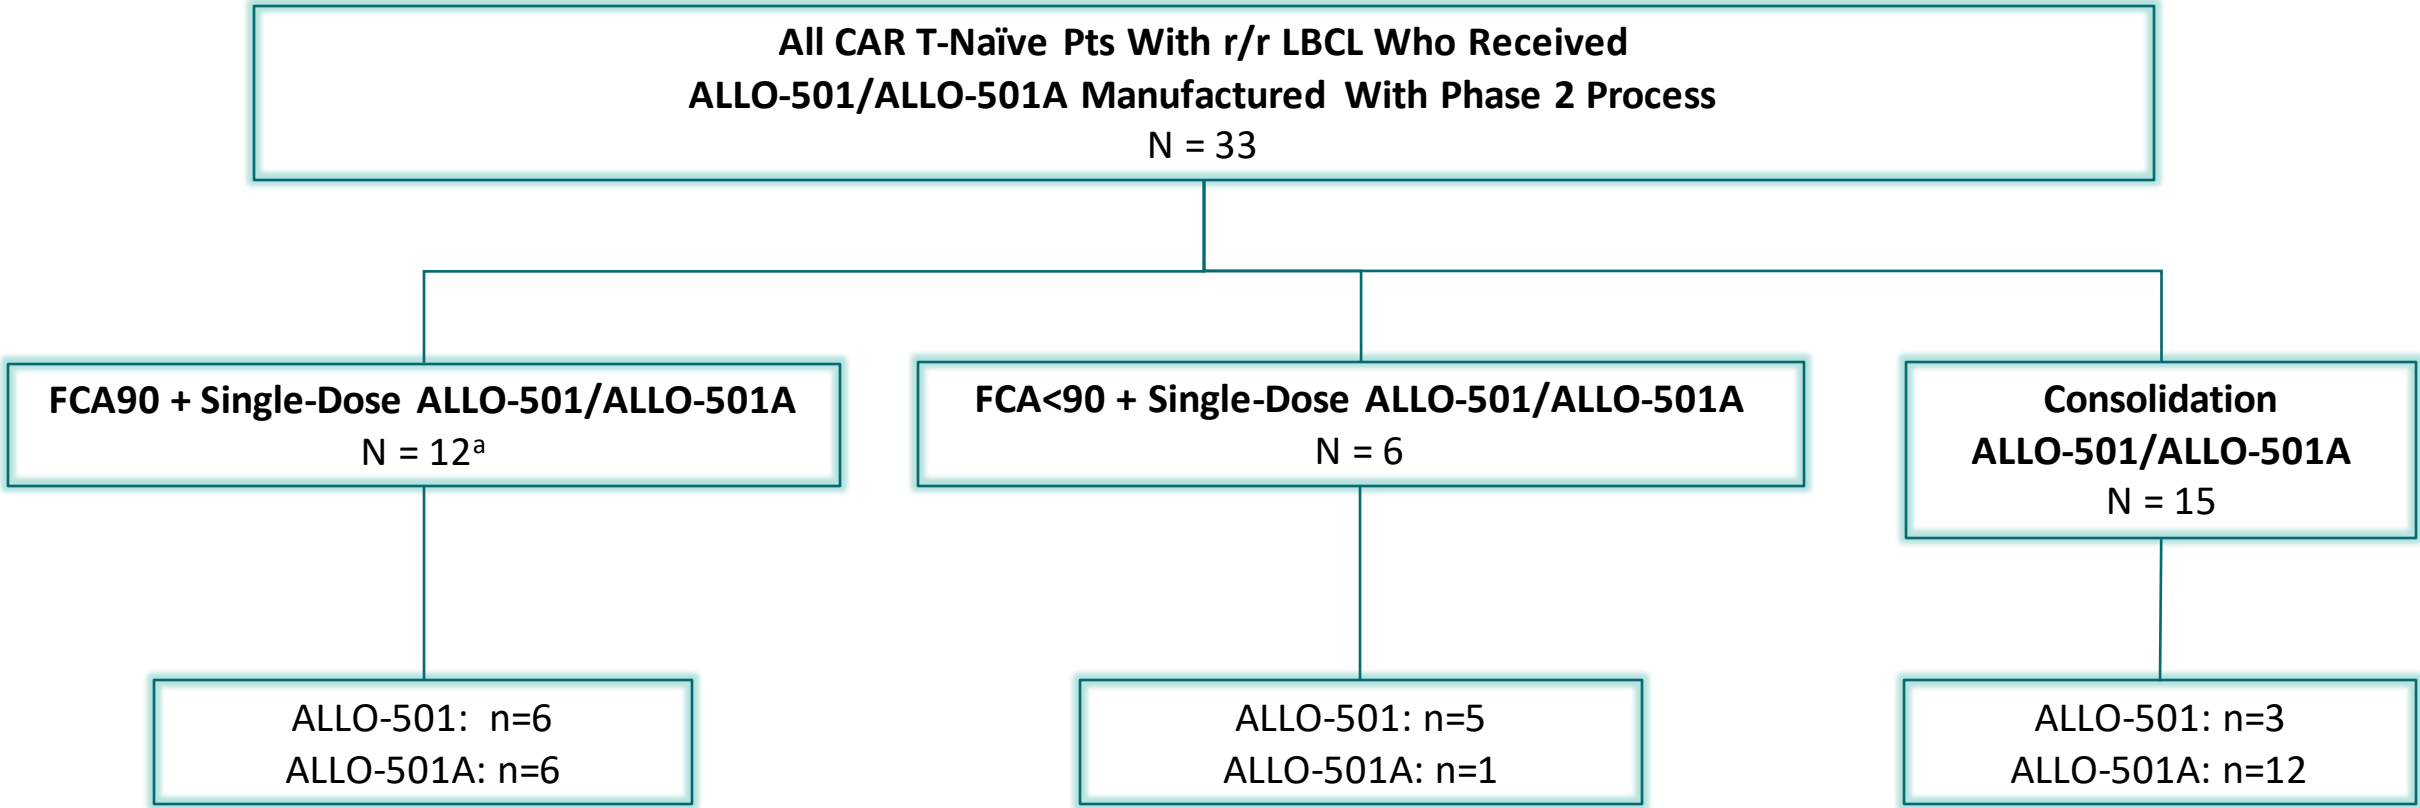 All CAR T-Naïve Pts With r/r LBCL Who Received
ALLO-501/ALLO-501A Manufactured With Phase 2 Process
N = 33
FCA90 + Single-Dose ALLO-501/ALLO-501A
N = 12ᵃ
FCA<90 + Single-Dose ALLO-501/ALLO-501A
N = 6
Consolidation
ALLO-501/ALLO-501A
N = 15
ALLO-501: n=6
ALLO-501A: n=6
ALLO-501: n=5
ALLO-501A: n=1
ALLO-501: n=3
ALLO-501A: n=12